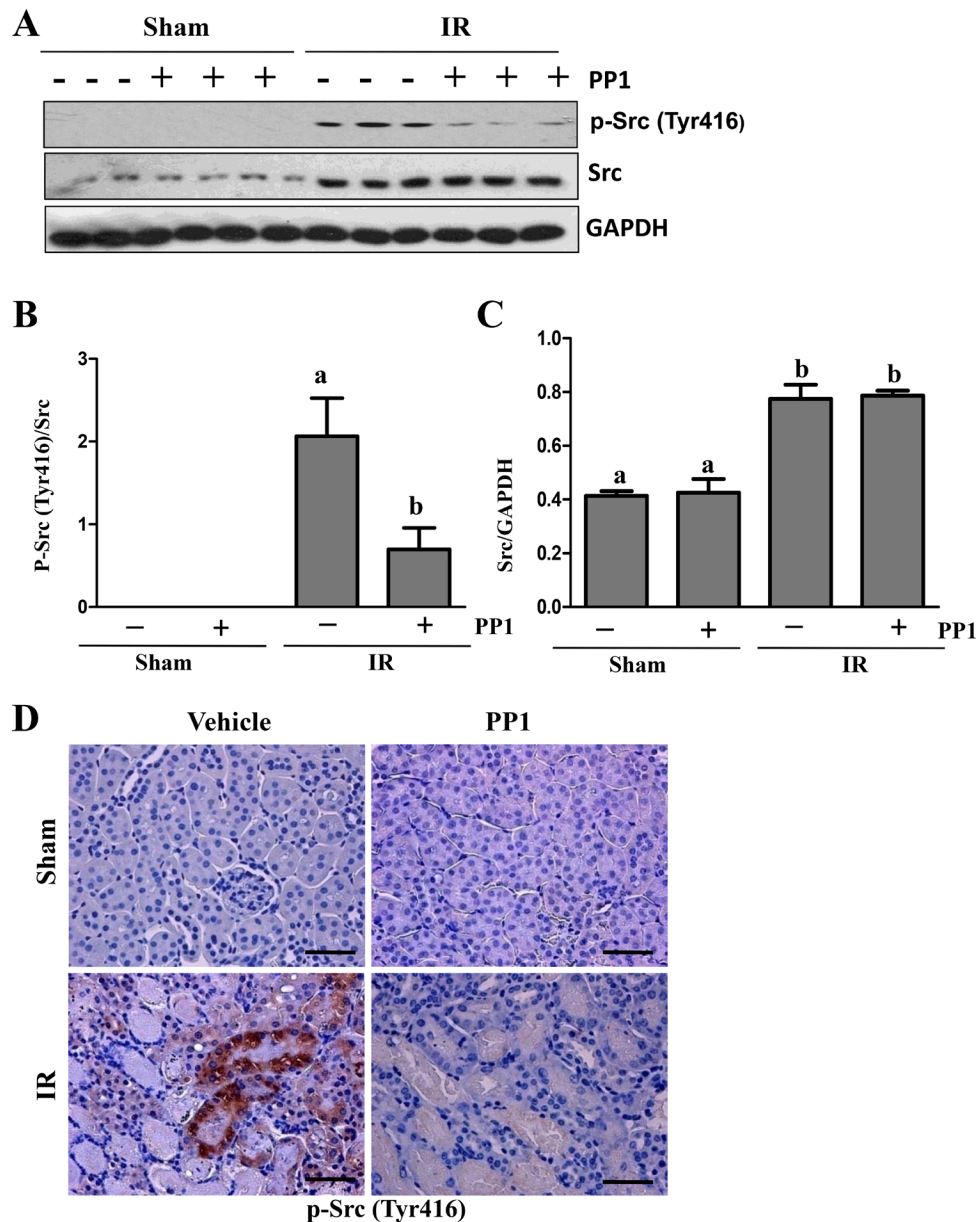 A
Sham IR
- - - + + + - - - + + + PP1
p-Src (Tyr416)
Src
GAPDH
B
P-Src (Tyr416)/Src
3
2
1
0
a
b
− + − + PP1
Sham IR
C
Src/GAPDH
1.0
0.8
0.6
0.4
0.2
0.0
a a b b
− + − + PP1
Sham IR
D
Vehicle PP1
Sham
IR
p-Src (Tyr416)